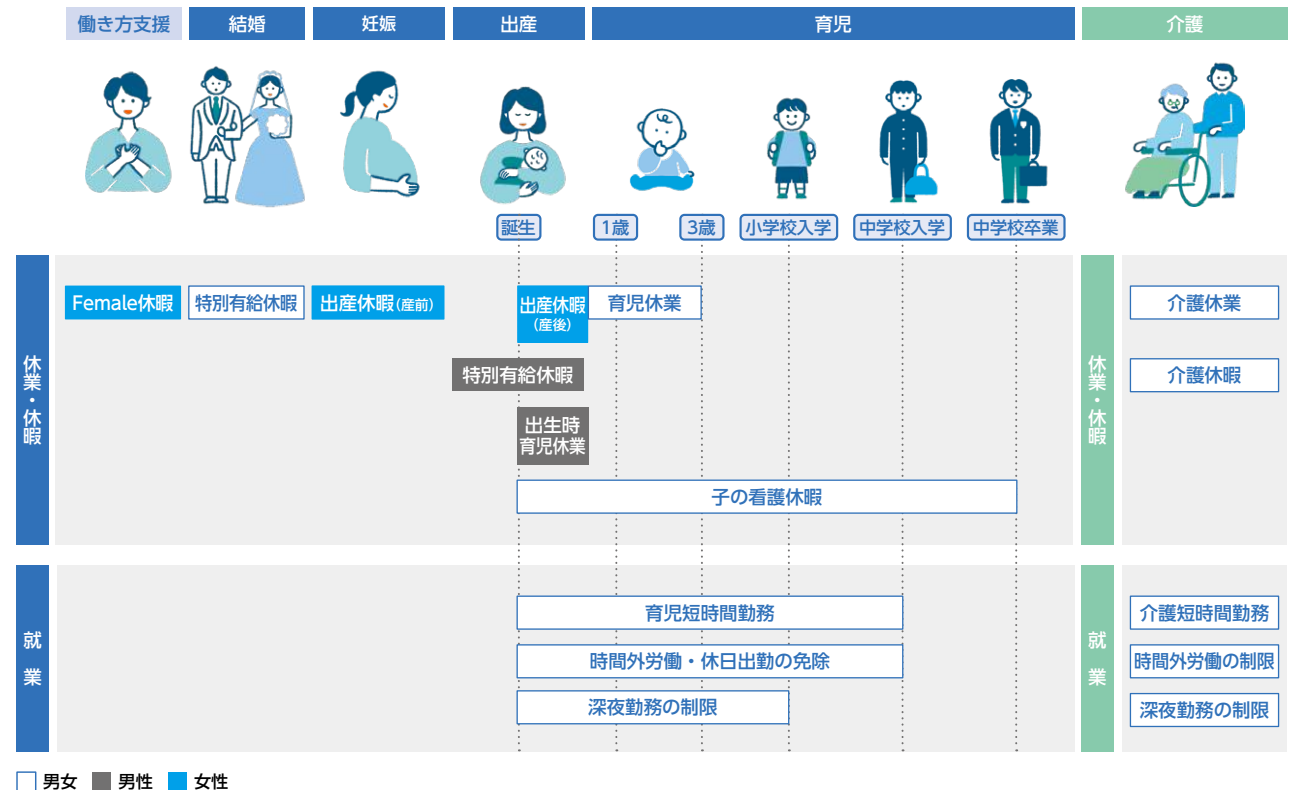 働き方支援
結婚
妊娠
出産
育児
介護
誕生
1歳
3歳
小学校入学
中学校入学
中学校卒業
休業・休暇
Female休暇
特別有給休暇
出産休暇(産前)
出産休暇
(産後)
育児休業
特別有給休暇
出生時
育児休業
子の看護休暇
休業・休暇
介護休業
介護休暇
就業
育児短時間勤務
時間外労働・休日出勤の免除
深夜勤務の制限
就業
介護短時間勤務
時間外労働の制限
深夜勤務の制限
男女
男性
女性